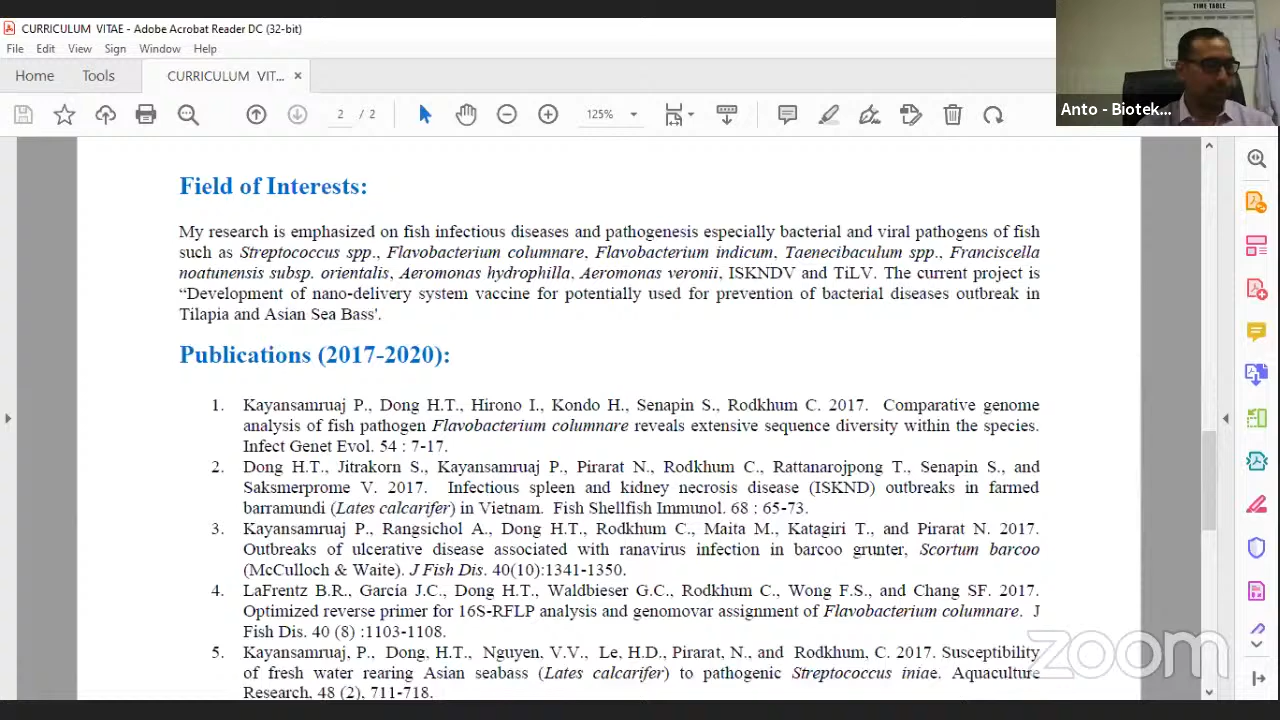 CURRICULUM VITAE - Adobe Acrobat Reader DC (32-bit)
File Edit View Sign Window Help
Home Tools CURRICULUM VIT... ×
2 / 2 125%
TIME TABLE
Anto - Biotek...
Field of Interests:
My research is emphasized on fish infectious diseases and pathogenesis especially bacterial and viral pathogens of fish
such as Streptococcus spp., Flavobacterium columnare, Flavobacterium indicum, Taenecibaculum spp., Franciscella
noatunensis subsp. orientalis, Aeromonas hydrophilla, Aeromonas veronii, ISKNDV and TiLV. The current project is
“Development of nano-delivery system vaccine for potentially used for prevention of bacterial diseases outbreak in
Tilapia and Asian Sea Bass'.
Publications (2017-2020):
1. Kayansamruaj P., Dong H.T., Hirono I., Kondo H., Senapin S., Rodkhum C. 2017. Comparative genome
analysis of fish pathogen Flavobacterium columnare reveals extensive sequence diversity within the species.
Infect Genet Evol. 54 : 7-17.
2. Dong H.T., Jitrakorn S., Kayansamruaj P., Pirarat N., Rodkhum C., Rattanarojpong T., Senapin S., and
Saksmerprome V. 2017. Infectious spleen and kidney necrosis disease (ISKND) outbreaks in farmed
barramundi (Lates calcarifer) in Vietnam. Fish Shellfish Immunol. 68 : 65-73.
3. Kayansamruaj P., Rangsichol A., Dong H.T., Rodkhum C., Maita M., Katagiri T., and Pirarat N. 2017.
Outbreaks of ulcerative disease associated with ranavirus infection in barcoo grunter, Scortum barcoo
(McCulloch & Waite). J Fish Dis. 40(10):1341-1350.
4. LaFrentz B.R., García J.C., Dong H.T., Waldbieser G.C., Rodkhum C., Wong F.S., and Chang SF. 2017.
Optimized reverse primer for 16S-RFLP analysis and genomovar assignment of Flavobacterium columnare. J
Fish Dis. 40 (8) :1103-1108.
5. Kayansamruaj, P., Dong, H.T., Nguyen, V.V., Le, H.D., Pirarat, N., and Rodkhum, C. 2017. Susceptibility
of fresh water rearing Asian seabass (Lates calcarifer) to pathogenic Streptococcus iniae. Aquaculture
Research, 48 (2), 711-718.
zoom